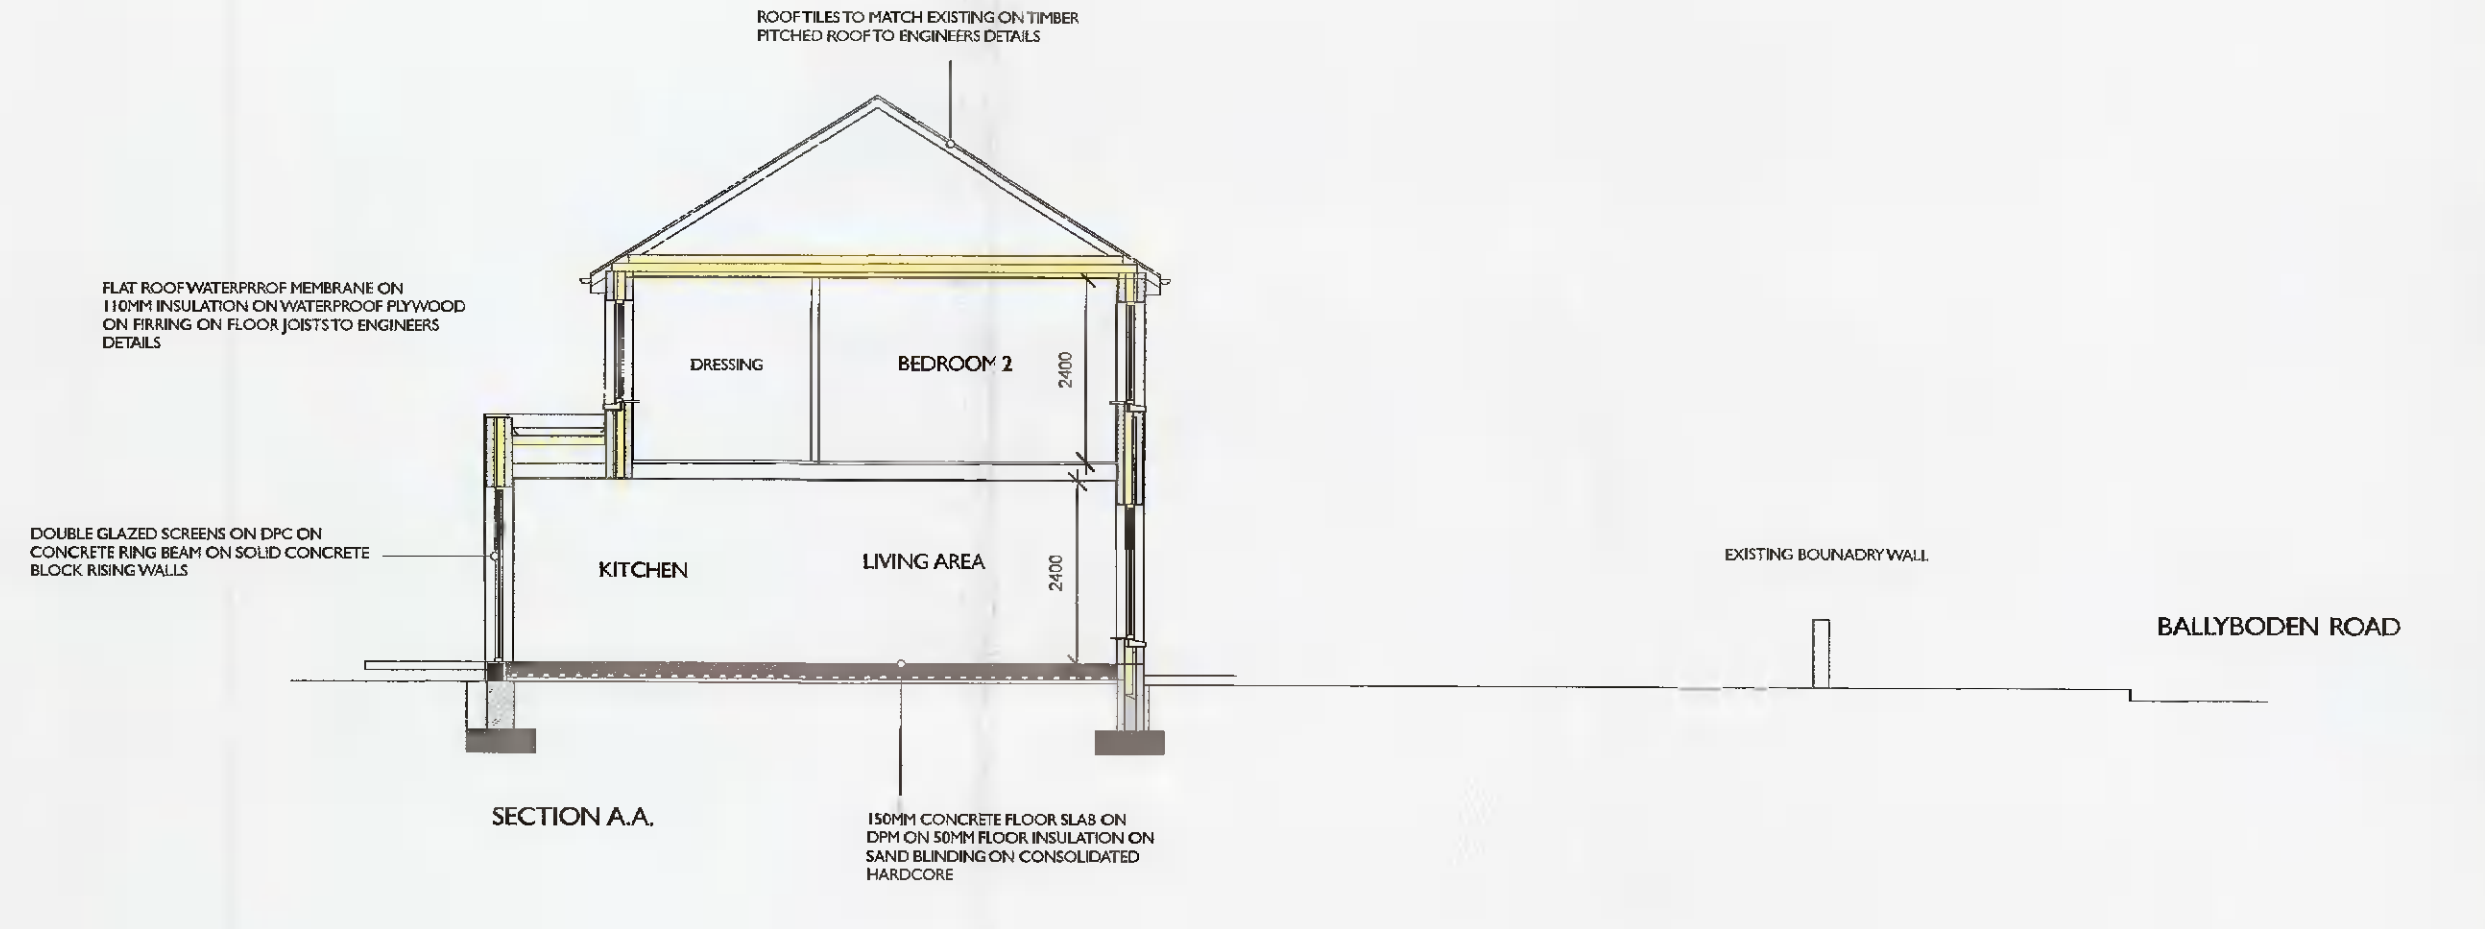 ROOF TILES TO MATCH EXISTING ON TIMBER
PITCHED ROOF TO ENGINEERS DETAILS
FLAT ROOF WATERPRROF MEMBRANE ON
110MM INSULATION ON WATERPROOF PLYWOOD
ON FIRRING ON FLOOR JOISTS TO ENGINEERS
DETAILS
DRESSING
BEDROOM 2
2400
DOUBLE GLAZED SCREENS ON DPC ON
CONCRETE RING BEAM ON SOLID CONCRETE
BLOCK RISING WALLS
KITCHEN
LIVING AREA
2400
EXISTING BOUNADRY WALL
BALLYBODEN ROAD
SECTION A.A.
150MM CONCRETE FLOOR SLAB ON
DPM ON 50MM FLOOR INSULATION ON
SAND BLINDING ON CONSOLIDATED
HARDCORE